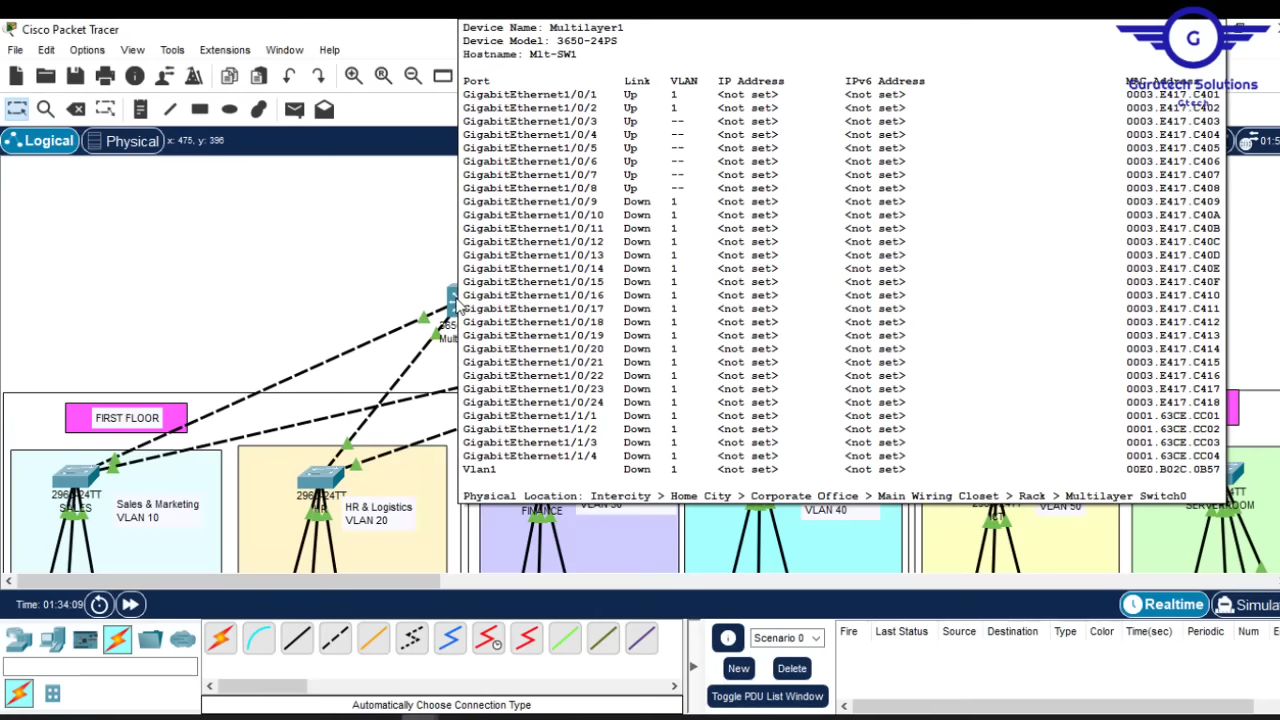 Cisco Packet Tracer
File Edit Options View Tools Extensions Window Help
Logical Physical x: 475, y: 396
Device Name: Multilayer1
Device Model: 3650-24PS
Hostname: Mlt-SW1
Port Link VLAN IP Address IPv6 Address MAC Address
GigabitEthernet1/0/1 Up 1 <not set> <not set> 0003.E417.C401
GigabitEthernet1/0/2 Up 1 <not set> <not set> 0003.E417.C402
GigabitEthernet1/0/3 Up -- <not set> <not set> 0003.E417.C403
GigabitEthernet1/0/4 Up -- <not set> <not set> 0003.E417.C404
GigabitEthernet1/0/5 Up -- <not set> <not set> 0003.E417.C405
GigabitEthernet1/0/6 Up -- <not set> <not set> 0003.E417.C406
GigabitEthernet1/0/7 Up -- <not set> <not set> 0003.E417.C407
GigabitEthernet1/0/8 Up -- <not set> <not set> 0003.E417.C408
GigabitEthernet1/0/9 Down 1 <not set> <not set> 0003.E417.C409
GigabitEthernet1/0/10 Down 1 <not set> <not set> 0003.E417.C40A
GigabitEthernet1/0/11 Down 1 <not set> <not set> 0003.E417.C40B
GigabitEthernet1/0/12 Down 1 <not set> <not set> 0003.E417.C40C
GigabitEthernet1/0/13 Down 1 <not set> <not set> 0003.E417.C40D
GigabitEthernet1/0/14 Down 1 <not set> <not set> 0003.E417.C40E
GigabitEthernet1/0/15 Down 1 <not set> <not set> 0003.E417.C40F
GigabitEthernet1/0/16 Down 1 <not set> <not set> 0003.E417.C410
GigabitEthernet1/0/17 Down 1 <not set> <not set> 0003.E417.C411
GigabitEthernet1/0/18 Down 1 <not set> <not set> 0003.E417.C412
GigabitEthernet1/0/19 Down 1 <not set> <not set> 0003.E417.C413
GigabitEthernet1/0/20 Down 1 <not set> <not set> 0003.E417.C414
GigabitEthernet1/0/21 Down 1 <not set> <not set> 0003.E417.C415
GigabitEthernet1/0/22 Down 1 <not set> <not set> 0003.E417.C416
GigabitEthernet1/0/23 Down 1 <not set> <not set> 0003.E417.C417
GigabitEthernet1/0/24 Down 1 <not set> <not set> 0003.E417.C418
GigabitEthernet1/1/1 Down 1 <not set> <not set> 0001.63CE.CC01
GigabitEthernet1/1/2 Down 1 <not set> <not set> 0001.63CE.CC02
GigabitEthernet1/1/3 Down 1 <not set> <not set> 0001.63CE.CC03
GigabitEthernet1/1/4 Down 1 <not set> <not set> 0001.63CE.CC04
Vlan1 Down 1 <not set> <not set> 00E0.B02C.0B57
Physical Location: Intercity > Home City > Corporate Office > Main Wiring Closet > Rack > Multilayer Switch0
G
Gurutech Solutions
Gtech
FIRST FLOOR
SALES
Sales & Marketing
VLAN 10
HR & Logistics
VLAN 20
FINANCE
VLAN 40
VLAN 50
SERVERROOM
Time: 01:34:09
Realtime
Scenario 0
New Delete
Toggle PDU List Window
Fire Last Status Source Destination Type Color Time(sec) Periodic Num
Automatically Choose Connection Type